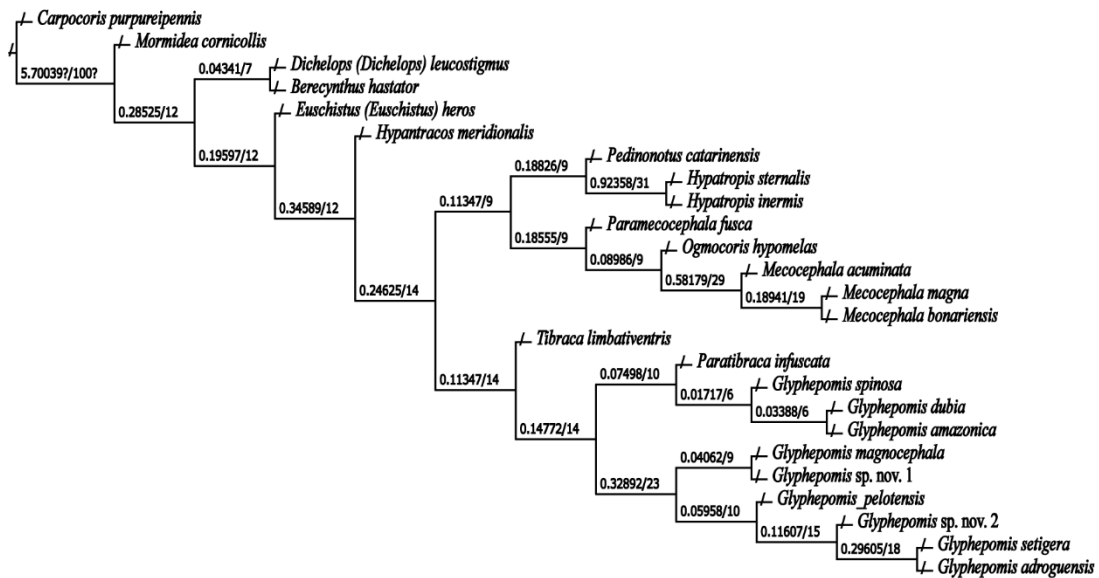 Carpocoris purpureipennis
Mormidea cornicollis
5.70039?/100?
0.04341/7
Dichelops (Dichelops) leucostigmus
Berecynthus hastator
0.28525/12
Euschistus (Euschistus) heros
Hypantracos meridionalis
0.19597/12
Pedinonotus catarinensis
0.18826/9
Hypatropis sternalis
0.92358/31
Hypatropis inermis
0.34589/12
0.11347/9
Paramecocephala fusca
0.18555/9
Ogmocoris hypomelas
0.08986/9
Mecocephala acuminata
0.58179/29
0.24625/14
Mecocephala magna
0.18941/19
Mecocephala bonariensis
Tibraca limbativentris
Paratibraca infuscata
0.07498/10
0.11347/14
Glyphepomis spinosa
0.01717/6
Glyphepomis dubia
0.03388/6
Glyphepomis amazonica
0.14772/14
Glyphepomis magnocephala
0.04062/9
Glyphepomis sp. nov. 1
0.32892/23
Glyphepomis_pelotensis
0.05958/10
Glyphepomis sp. nov. 2
0.11607/15
Glyphepomis setigera
0.29605/18
Glyphepomis adroguensis